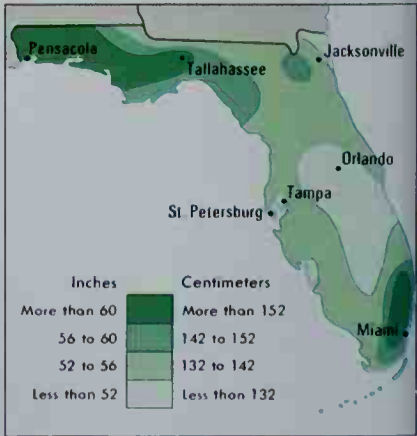 Pensacola
Tallahassee
Jacksonville
Orlando
Tampa
St. Petersburg
Miami
Inches Centimeters
More than 60 More than 152
56 to 60 142 to 152
52 to 56 132 to 142
Less than 52 Less than 132